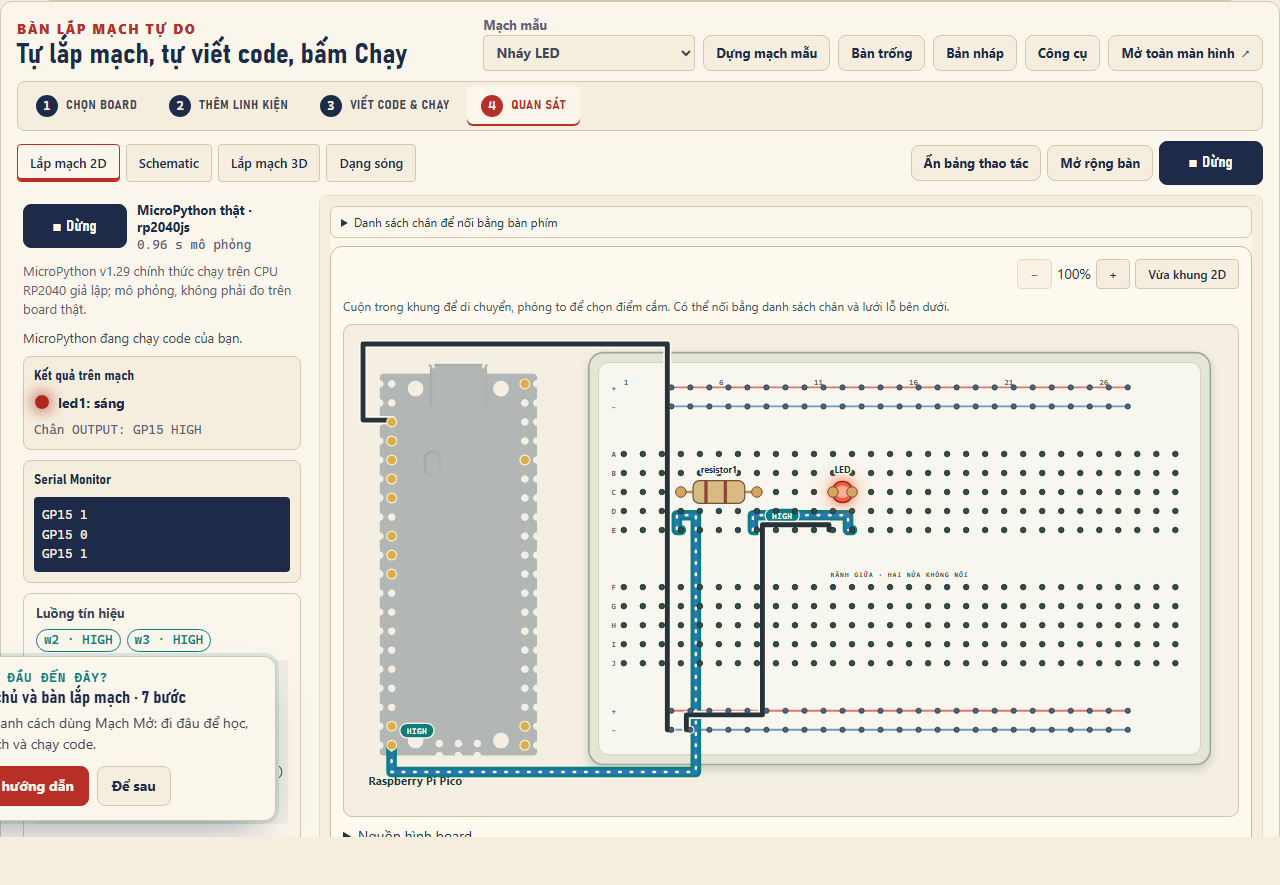 BÀN LẮP MẠCH TỰ DO
Tự lắp mạch, tự viết code, bấm Chạy
Mạch mẫu
Nháy LED
Dựng mạch mẫu
Bàn trống
Bản nháp
Công cụ
Mở toàn màn hình ↗
1 CHỌN BOARD
2 THÊM LINH KIỆN
3 VIẾT CODE & CHẠY
4 QUAN SÁT
Lắp mạch 2D
Schematic
Lắp mạch 3D
Dạng sóng
Ẩn bảng thao tác
Mở rộng bàn
■ Dừng
■ Dừng
MicroPython thật ·
rp2040js
0.96 s mô phỏng
MicroPython v1.29 chính thức chạy trên CPU
RP2040 giả lập; mô phỏng, không phải đo trên
board thật.
MicroPython đang chạy code của bạn.
Kết quả trên mạch
led1: sáng
Chân OUTPUT: GP15 HIGH
Serial Monitor
GP15 1
GP15 0
GP15 1
Luồng tín hiệu
w2 · HIGH
w3 · HIGH
ĐẦU ĐẾN ĐÂY?
chủ và bàn lắp mạch · 7 bước
anh cách dùng Mạch Mở: đi đâu để học,
ch và chạy code.
hướng dẫn
Để sau
)
▶ Danh sách chân để nối bằng bàn phím
−
100%
+
Vừa khung 2D
Cuộn trong khung để di chuyển, phóng to để chọn điểm cắm. Có thể nối bằng danh sách chân và lưới lỗ bên dưới.
1 6 11 16 21 26
+
−
A
B
C
D
E
resistor1
LED
HIGH
RÃNH GIỮA · HAI NỬA KHÔNG NỐI
F
G
H
I
J
+
−
HIGH
Raspberry Pi Pico
▶ Nguồn hình board